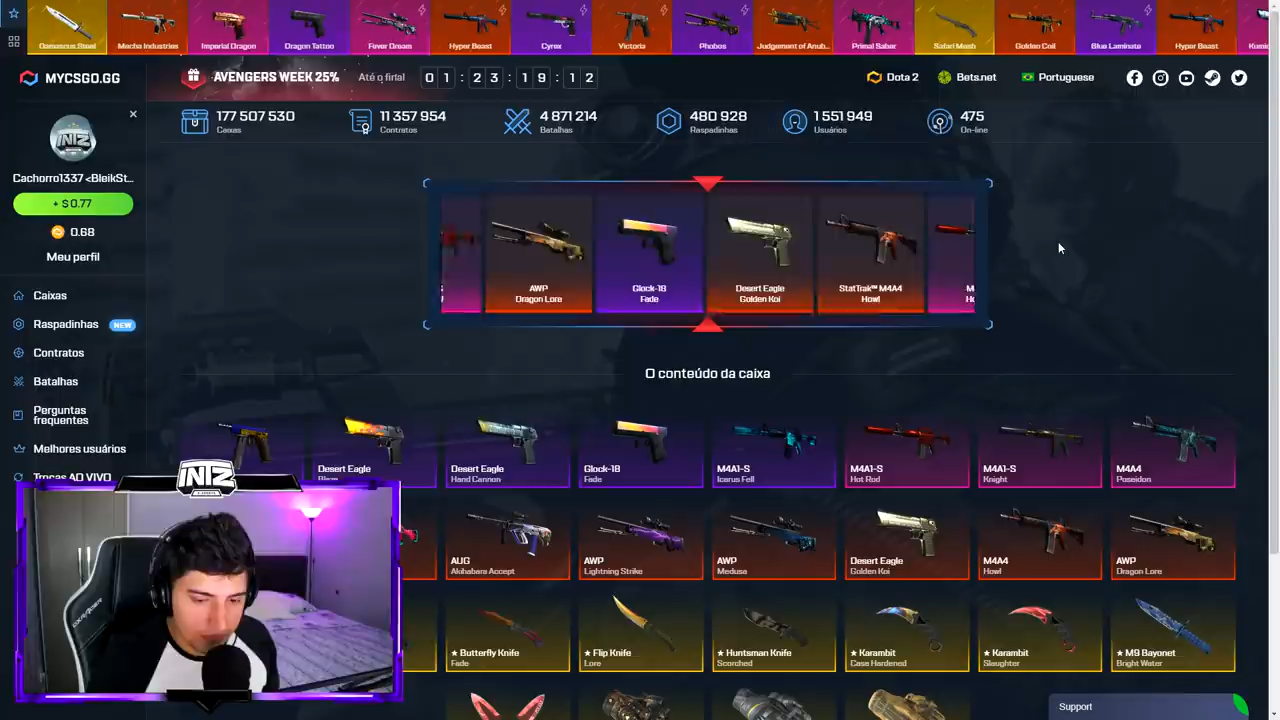 Damascus Steel
Mecha Industries
Imperial Dragon
Dragon Tattoo
Fever Dream
Hyper Beast
Cyrex
Victoria
Phobos
Judgement of Anub...
Primal Saber
Safari Mesh
Golden Coil
Blue Laminate
Hyper Beast
MYCSGO.GG
AVENGERS WEEK 25%
Até o final
0 1 : 2 3 : 1 9 : 1 2
Dota 2
Bets.net
Portuguese
177 507 530
Caixas
11 357 954
Contratos
4 871 214
Batalhas
480 928
Raspadinhas
1 551 949
Usuários
475
On-line
Cachorro1337 <BleikSt...
+ $ 0.77
0.68
Meu perfil
Caixas
Raspadinhas NEW
Contratos
Batalhas
Perguntas
frequentes
Melhores usuários
Trocas AO VIVO
AWP
Dragon Lore
Glock-18
Fade
Desert Eagle
Golden Koi
StatTrak™ M4A4
Howl
O conteúdo da caixa
Desert Eagle
Desert Eagle
Hand Cannon
Glock-18
Fade
M4A1-S
Icarus Fell
M4A1-S
Hot Rod
M4A1-S
Knight
M4A4
Poseidon
AUG
Akihabara Accept
AWP
Lightning Strike
AWP
Medusa
Desert Eagle
Golden Koi
M4A4
Howl
AWP
Dragon Lore
★ Butterfly Knife
Fade
★ Flip Knife
Lore
★ Huntsman Knife
Scorched
★ Karambit
Case Hardened
★ Karambit
Slaughter
★ M9 Bayonet
Bright Water
NTZ
Support